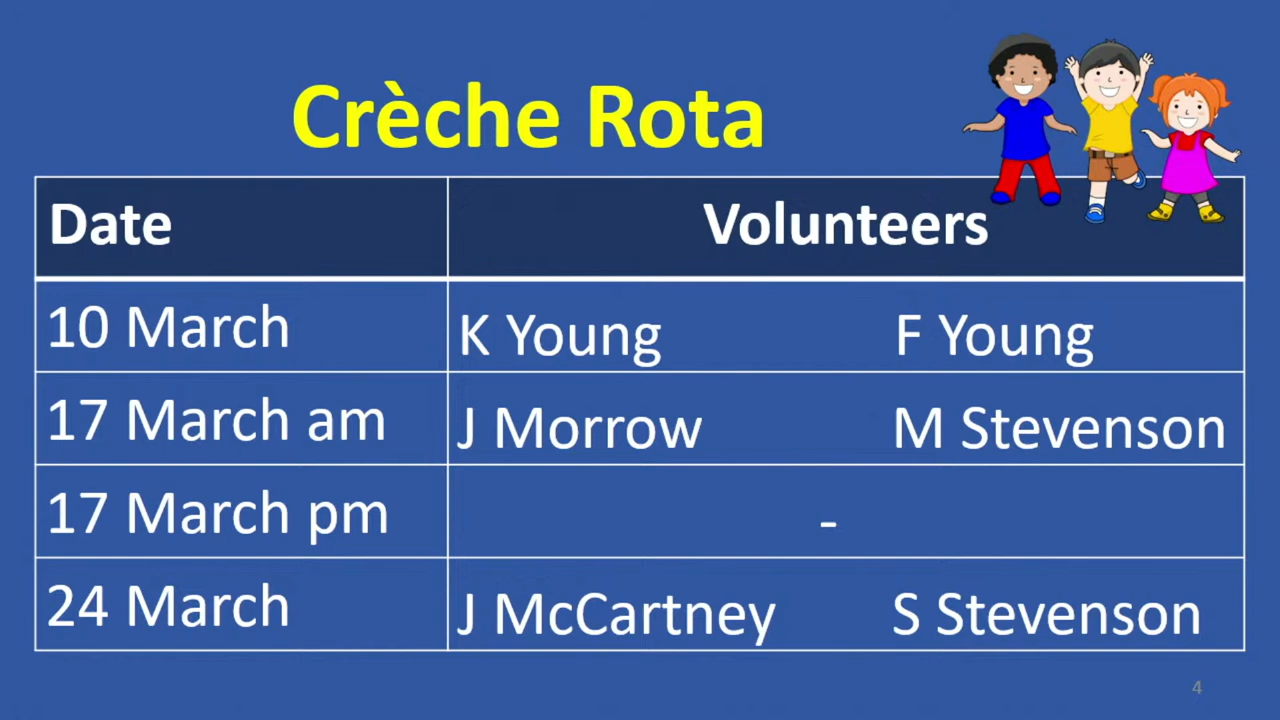 Crèche Rota
Date Volunteers
10 March K Young F Young
17 March am J Morrow M Stevenson
17 March pm -
24 March J McCartney S Stevenson
4